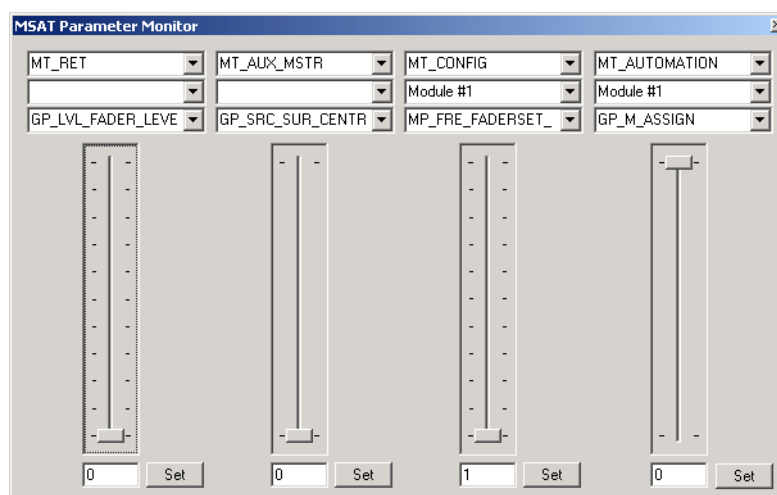 MSAT Parameter Monitor
MT_RET MT_AUX_MSTR MT_CONFIG MT_AUTOMATION
Module #1 Module #1
GP_LVL_FADER_LEVE GP_SRC_SUR_CENTR MP_FRE_FADERSET_ GP_M_ASSIGN
0 Set 0 Set 1 Set 0 Set